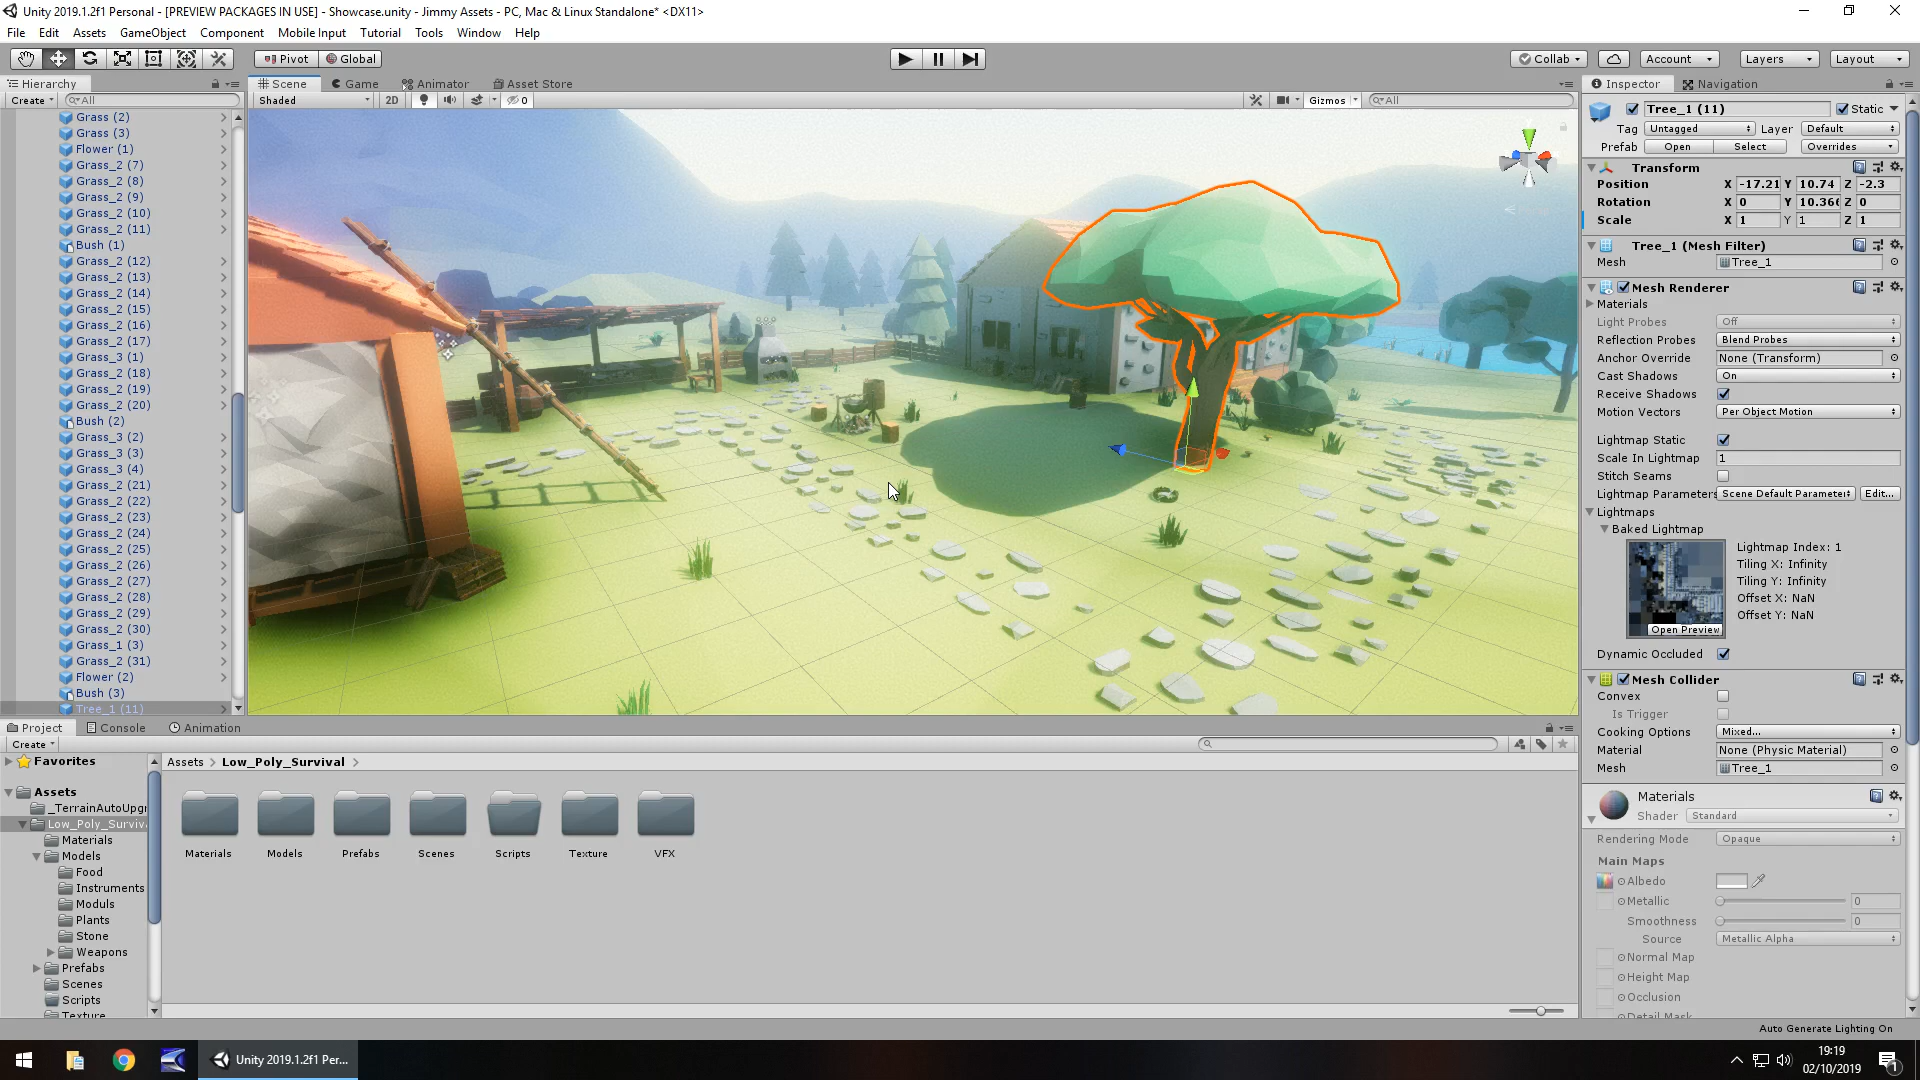 Unity 2019.1.2f1 Personal - [PREVIEW PACKAGES IN USE] - Showcase.unity - Jimmy Assets - PC, Mac & Linux Standalone* <DX11>
File Edit Assets GameObject Component Mobile Input Tutorial Tools Window Help
Pivot Global Collab Account Layers Layout
Hierarchy Scene Game Animator Asset Store Inspector Navigation
Create All Shaded 2D 0 Gizmos All
Grass (2)
Grass (3)
Flower (1)
Grass_2 (7)
Grass_2 (8)
Grass_2 (9)
Grass_2 (10)
Grass_2 (11)
Bush (1)
Grass_2 (12)
Grass_2 (13)
Grass_2 (14)
Grass_2 (15)
Grass_2 (16)
Grass_2 (17)
Grass_3 (1)
Grass_2 (18)
Grass_2 (19)
Grass_2 (20)
Bush (2)
Grass_3 (2)
Grass_3 (3)
Grass_3 (4)
Grass_2 (21)
Grass_2 (22)
Grass_2 (23)
Grass_2 (24)
Grass_2 (25)
Grass_2 (26)
Grass_2 (27)
Grass_2 (28)
Grass_2 (29)
Grass_2 (30)
Grass_1 (3)
Grass_2 (31)
Flower (2)
Bush (3)
Tree_1 (11)
Tree_1 (11) Static
Tag Untagged Layer Default
Prefab Open Select Overrides
Transform
Position X -17.21 Y 10.74 Z -2.3
Rotation X 0 Y 10.366 Z 0
Scale X 1 Y 1 Z 1
Tree_1 (Mesh Filter)
Mesh Tree_1
Mesh Renderer
Materials
Light Probes Off
Reflection Probes Blend Probes
Anchor Override None (Transform)
Cast Shadows On
Receive Shadows
Motion Vectors Per Object Motion
Lightmap Static
Scale In Lightmap 1
Stitch Seams
Lightmap Parameters Scene Default Parameter Edit...
Lightmaps
Baked Lightmap
Lightmap Index: 1
Tiling X: Infinity
Tiling Y: Infinity
Offset X: NaN
Offset Y: NaN
Open Preview
Dynamic Occluded
Mesh Collider
Convex
Is Trigger
Cooking Options Mixed...
Material None (Physic Material)
Mesh Tree_1
Materials
Shader Standard
Rendering Mode Opaque
Main Maps
Albedo
Metallic 0
Smoothness 0
Source Metallic Alpha
Normal Map
Height Map
Occlusion
Detail Mask
Auto Generate Lighting On
Project Console Animation
Create
Favorites
Assets
_TerrainAutoUpgr
Low_Poly_Surviv
Materials
Models
Food
Instruments
Moduls
Plants
Stone
Weapons
Prefabs
Scenes
Scripts
Texture
Assets > Low_Poly_Survival >
Materials Models Prefabs Scenes Scripts Texture VFX
Unity 2019.1.2f1 Per...
19:19
02/10/2019
1